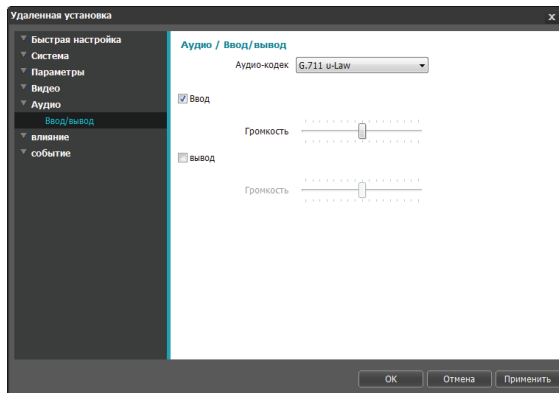 Удаленная установка
x
Быстрая настройка
Система
Параметры
Видео
Аудио
Ввод/вывод
влияние
событие
Аудио / Ввод/вывод
Аудио-кодек G.711 u-Law
Ввод
Громкость
вывод
Громкость
OK Отмена Применить